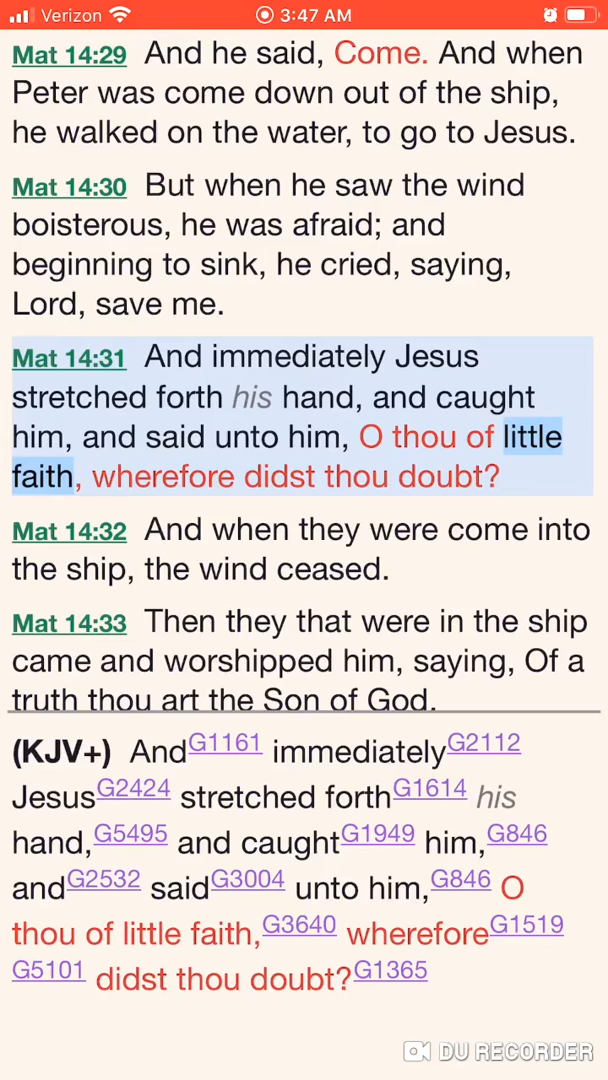 Verizon 3:47 AM
Mat 14:29 And he said, Come. And when
Peter was come down out of the ship,
he walked on the water, to go to Jesus.
Mat 14:30 But when he saw the wind
boisterous, he was afraid; and
beginning to sink, he cried, saying,
Lord, save me.
Mat 14:31 And immediately Jesus
stretched forth his hand, and caught
him, and said unto him, O thou of little
faith, wherefore didst thou doubt?
Mat 14:32 And when they were come into
the ship, the wind ceased.
Mat 14:33 Then they that were in the ship
came and worshipped him, saying, Of a
truth thou art the Son of God.
(KJV+) AndG1161 immediatelyG2112
JesusG2424 stretched forthG1614 his
hand,G5495 and caughtG1949 him,G846
andG2532 saidG3004 unto him,G846 O
thou of little faith,G3640 whereforeG1519
G5101 didst thou doubt?G1365
DU RECORDER